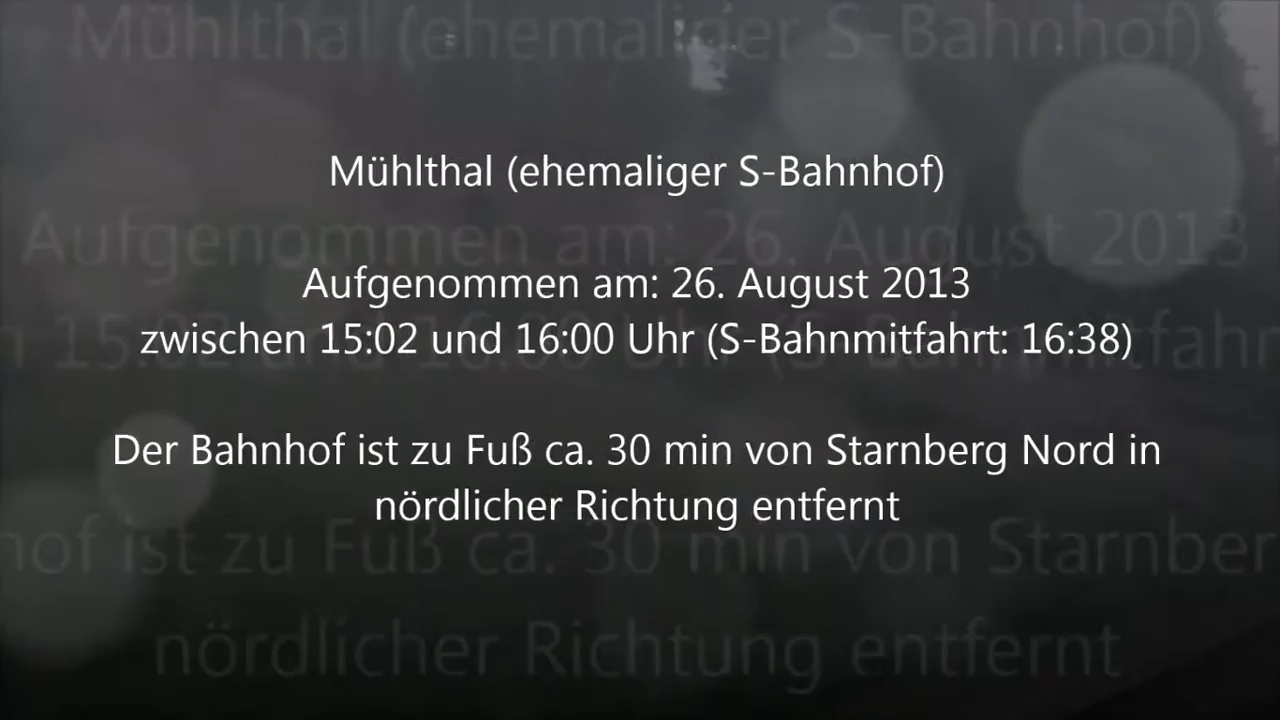 Mühlthal (ehemaliger S-Bahnhof)
Aufgenommen am: 26. August 2013
zwischen 15:02 und 16:00 Uhr (S-Bahnmitfahrt: 16:38)
Der Bahnhof ist zu Fuß ca. 30 min von Starnberg Nord in
nördlicher Richtung entfernt